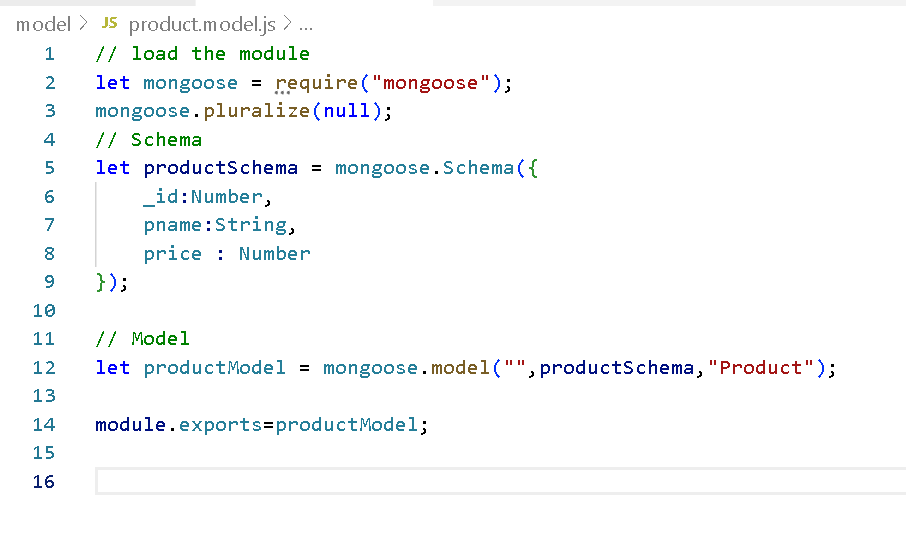 model > JS product.model.js > ...
1 // load the module
2 let mongoose = require("mongoose");
3 mongoose.pluralize(null);
4 // Schema
5 let productSchema = mongoose.Schema({
6     _id:Number,
7     pname:String,
8     price : Number
9 });
10
11 // Model
12 let productModel = mongoose.model("",productSchema,"Product");
13
14 module.exports=productModel;
15
16